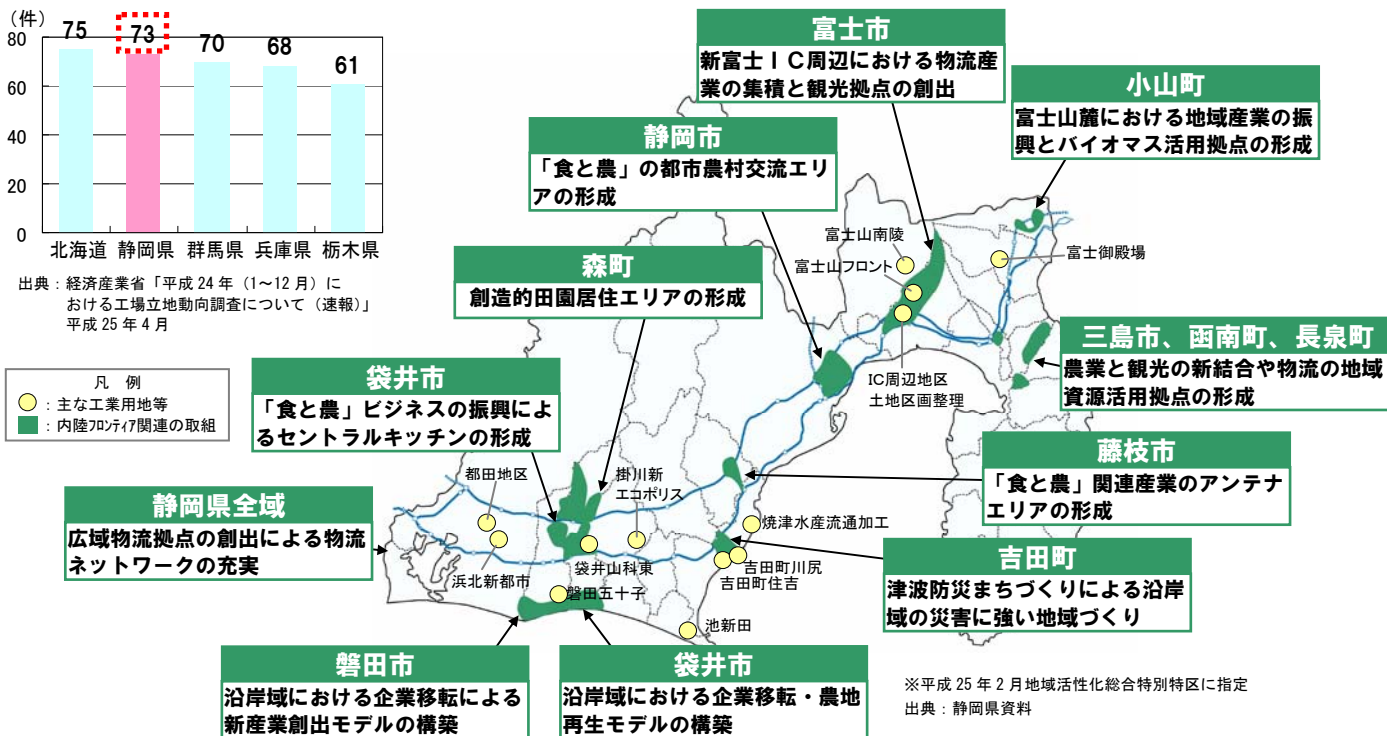 （件）
80
60
40
20
0
75
73
70
68
61
北海道
静岡県
群馬県
兵庫県
栃木県
出典：経済産業省「平成 24 年（1～12 月）に
おける工場立地動向調査について（速報）」
平成 25 年 4 月
凡 例
：主な工業用地等
：内陸フロンティア関連の取組
富士市
新富士ＩＣ周辺における物流産
業の集積と観光拠点の創出
小山町
富士山麓における地域産業の振
興とバイオマス活用拠点の形成
静岡市
「食と農」の都市農村交流エリ
アの形成
森町
創造的田園居住エリアの形成
袋井市
「食と農」ビジネスの振興によ
るセントラルキッチンの形成
静岡県全域
広域物流拠点の創出による物流
ネットワークの充実
三島市、函南町、長泉町
農業と観光の新結合や物流の地域
資源活用拠点の形成
藤枝市
「食と農」関連産業のアンテナ
エリアの形成
吉田町
津波防災まちづくりによる沿岸
域の災害に強い地域づくり
磐田市
沿岸域における企業移転による
新産業創出モデルの構築
袋井市
沿岸域における企業移転・農地
再生モデルの構築
富士山南陵
富士山フロント
富士御殿場
IC周辺地区
土地区画整理
都田地区
掛川新
エコポリス
焼津水産流通加工
浜北新都市
袋井山科東
吉田町川尻
吉田町住吉
磐田五十子
池新田
※平成 25 年 2 月地域活性化総合特別特区に指定
出典：静岡県資料